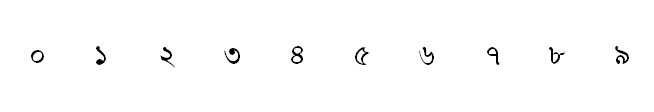 ০ ১ ২ ৩ ৪ ৫ ৬ ৭ ৮ ৯